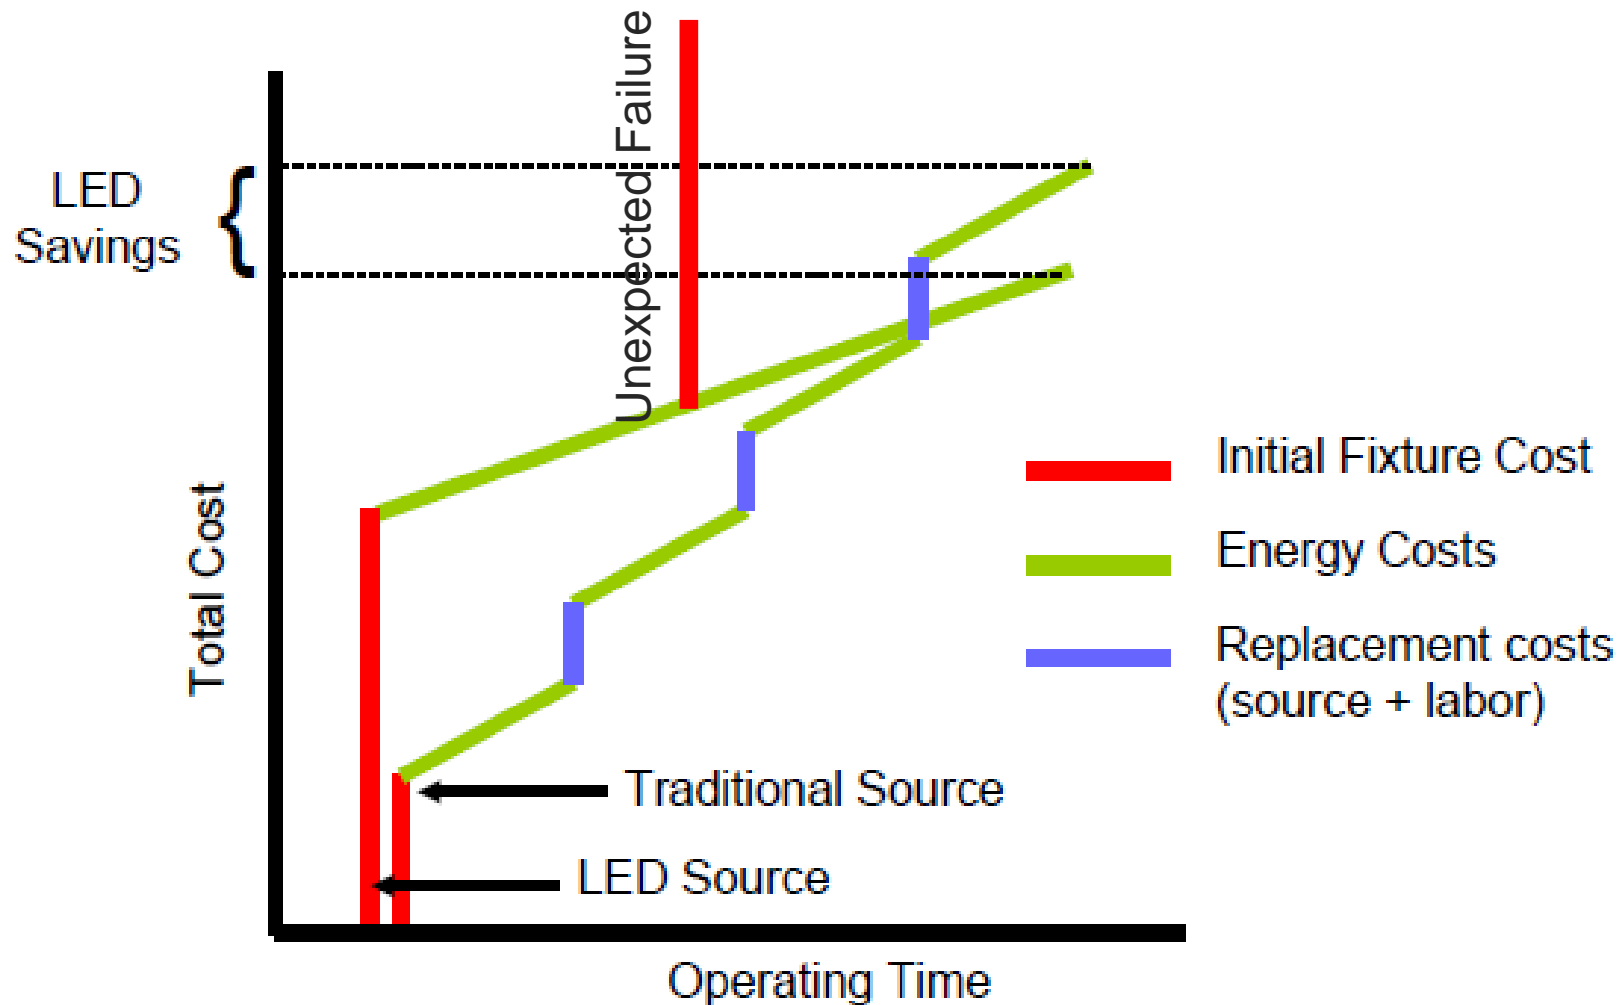 Unexpected Failure
LED
Savings
{
Total Cost
Initial Fixture Cost
Energy Costs
Replacement costs
(source + labor)
Traditional Source
LED Source
Operating Time